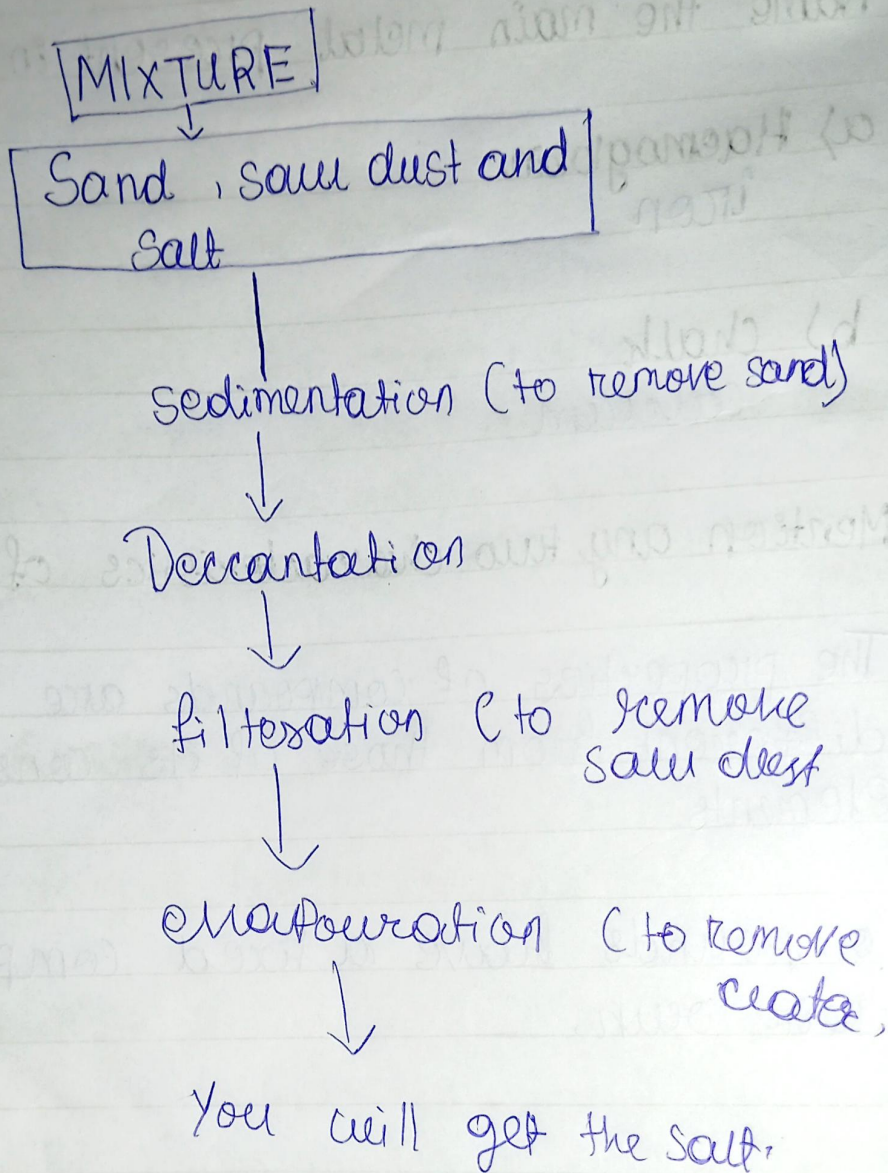 MIXTURE
Sand, saw dust and
Salt
sedimentation (to remove sand)
Deccantation
filteration (to remove
saw dust
evapouration (to remove
water,
You will get the salt.